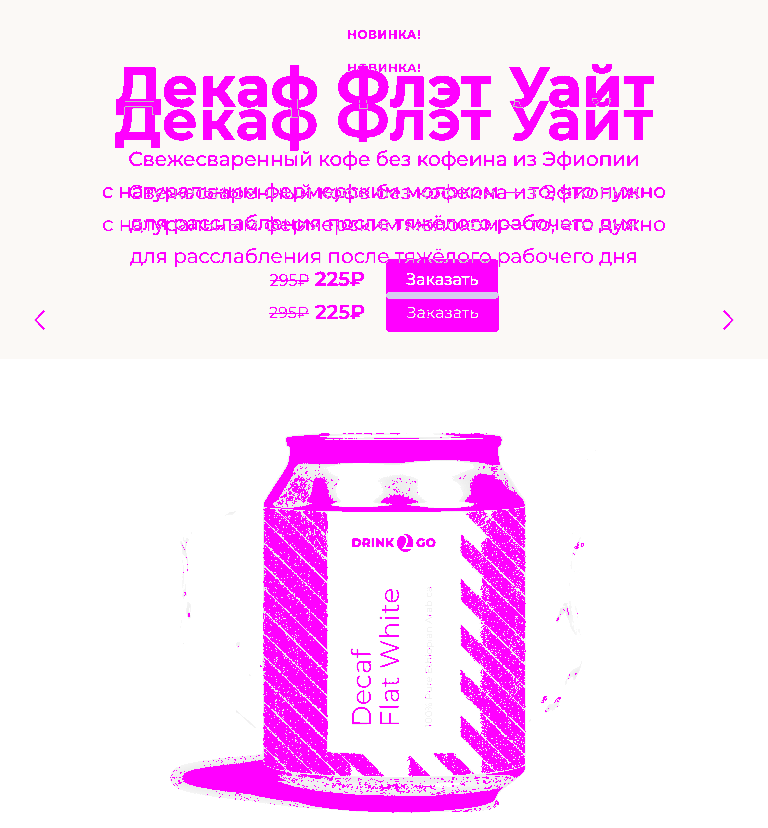 НОВИНКА!
НОВИНКА!
Декаф Флэт Уайт
Декаф Флэт Уайт
Свежесваренный кофе без кофеина из Эфиопии
с натуральным фермерским молоком — то, что нужно
Свежесваренный кофе без кофеина из Эфиопии
для расслабления после тяжёлого рабочего дня
с натуральным фермерским молоком — то, что нужно
для расслабления после тяжёлого рабочего дня
295₽ 225₽ Заказать
295₽ 225₽ Заказать
DRINK 2 GO
Decaf
Flat White